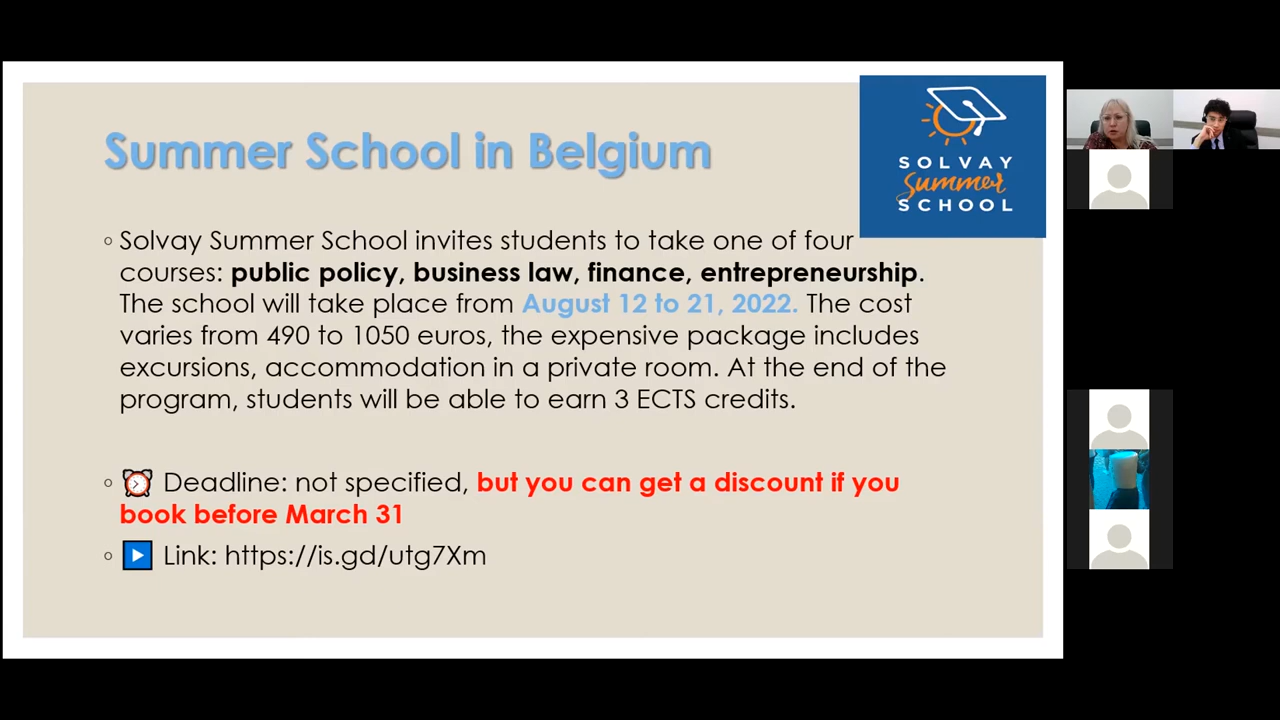 Summer School in Belgium
SOLVAY
summer
SCHOOL
◦ Solvay Summer School invites students to take one of four
courses: public policy, business law, finance, entrepreneurship.
The school will take place from August 12 to 21, 2022. The cost
varies from 490 to 1050 euros, the expensive package includes
excursions, accommodation in a private room. At the end of the
program, students will be able to earn 3 ECTS credits.
◦ ⏰ Deadline: not specified, but you can get a discount if you
book before March 31
◦ ▶️ Link: https://is.gd/utg7Xm